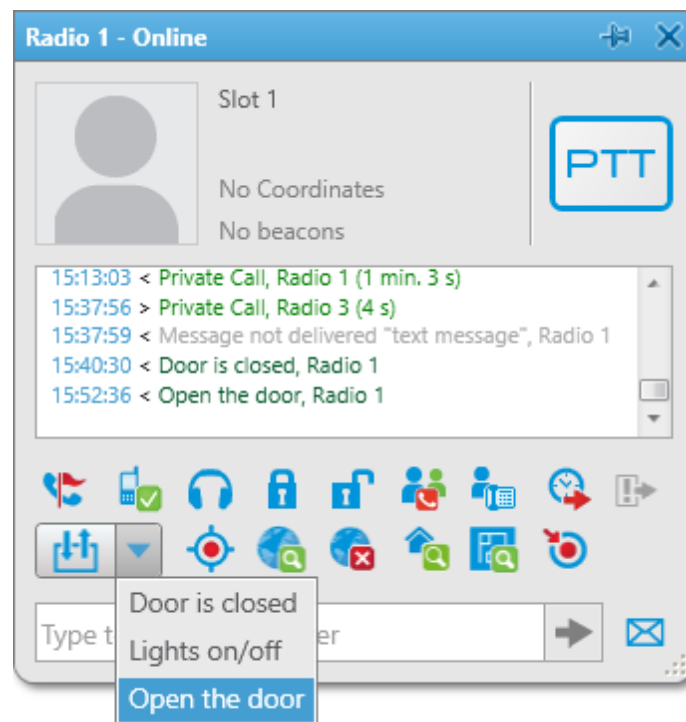 Radio 1 - Online
Slot 1
PTT
No Coordinates
No beacons
15:13:03 < Private Call, Radio 1 (1 min. 3 s)
15:37:56 > Private Call, Radio 3 (4 s)
15:37:59 < Message not delivered "text message", Radio 1
15:40:30 < Door is closed, Radio 1
15:52:36 < Open the door, Radio 1
Door is closed
Type t er
Lights on/off
Open the door